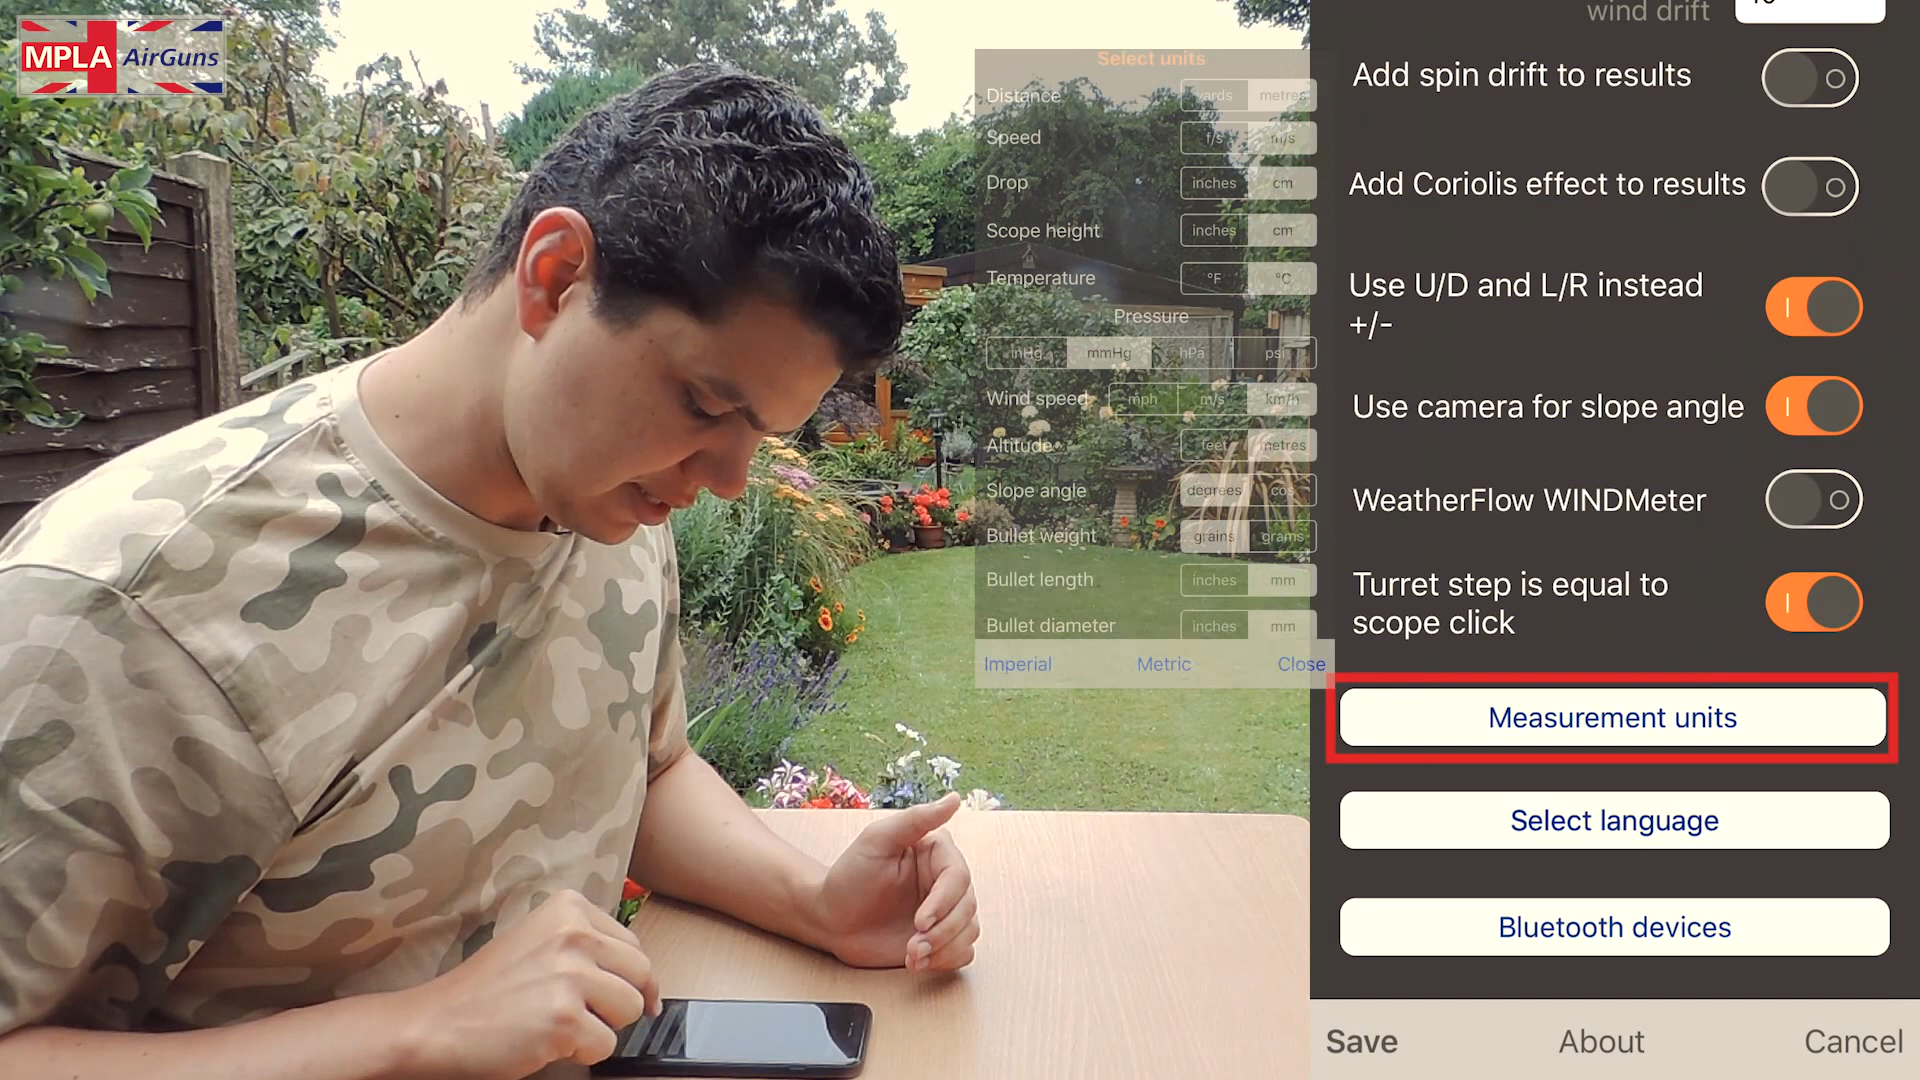 MPLA AirGuns
Select units
Distance yards metres
Speed f/s m/s
Drop inches cm
Scope height inches cm
Temperature °F °C
Pressure
inHg mmHg hPa psi
Wind speed mph m/s km/h
Altitude feet metres
Slope angle degrees cos
Bullet weight grains grams
Bullet length inches mm
Bullet diameter inches mm
Imperial Metric Close
wind drift
Add spin drift to results
Add Coriolis effect to results
Use U/D and L/R instead
+/-
Use camera for slope angle
WeatherFlow WINDMeter
Turret step is equal to
scope click
Measurement units
Select language
Bluetooth devices
Save About Cancel